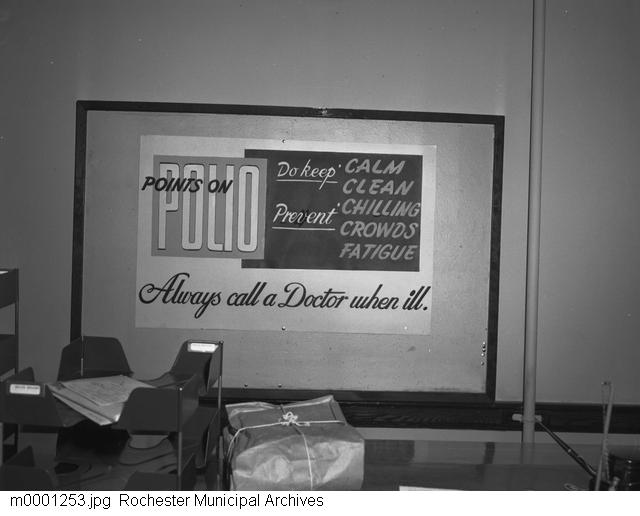 POINTS ON
POLIO
Do keep
CALM
CLEAN
Prevent
CHILLING
CROWDS
FATIGUE
Always call a Doctor when ill.
m0001253.jpg Rochester Municipal Archives